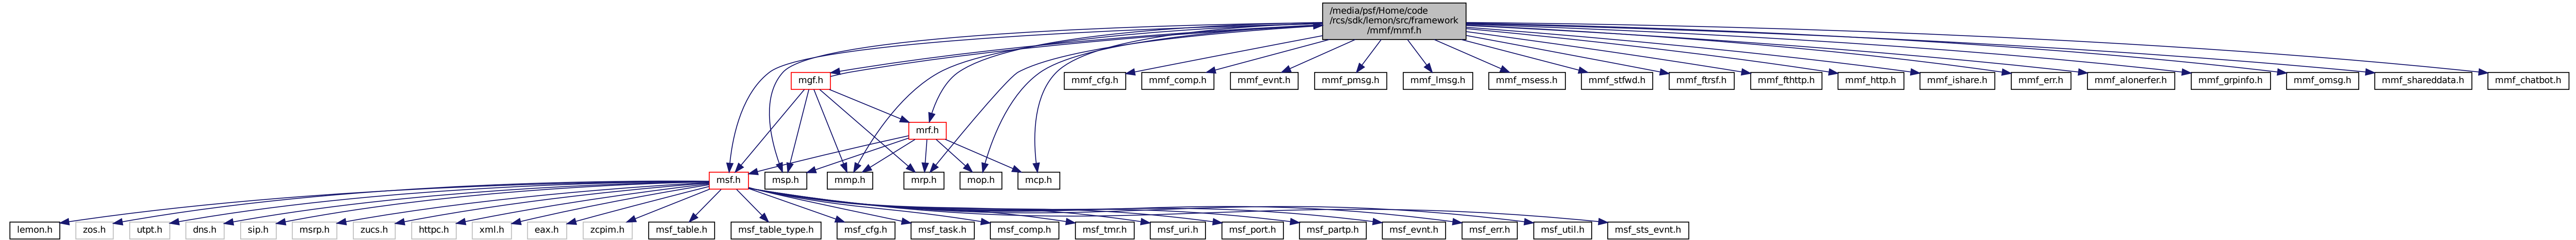 /media/psf/Home/code
/rcs/sdk/lemon/src/framework
/mmf/mmf.h
mgf.h
mmf_cfg.h
mmf_comp.h
mmf_evnt.h
mmf_pmsg.h
mmf_lmsg.h
mmf_msess.h
mmf_stfwd.h
mmf_ftrsf.h
mmf_fthttp.h
mmf_http.h
mmf_ishare.h
mmf_err.h
mmf_alonerfer.h
mmf_grpinfo.h
mmf_omsg.h
mmf_shareddata.h
mmf_chatbot.h
mrf.h
msf.h
msp.h
mmp.h
mrp.h
mop.h
mcp.h
lemon.h
zos.h
utpt.h
dns.h
sip.h
msrp.h
zucs.h
httpc.h
xml.h
eax.h
zcpim.h
msf_table.h
msf_table_type.h
msf_cfg.h
msf_task.h
msf_comp.h
msf_tmr.h
msf_uri.h
msf_port.h
msf_partp.h
msf_evnt.h
msf_err.h
msf_util.h
msf_sts_evnt.h